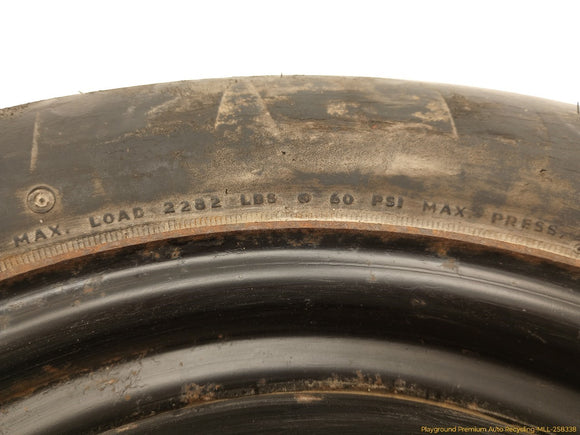 MAX. LOAD 2282 LBS @ 60 PSI MAX. PRESS.
Playground Premium Auto Recycling-MLL-258338